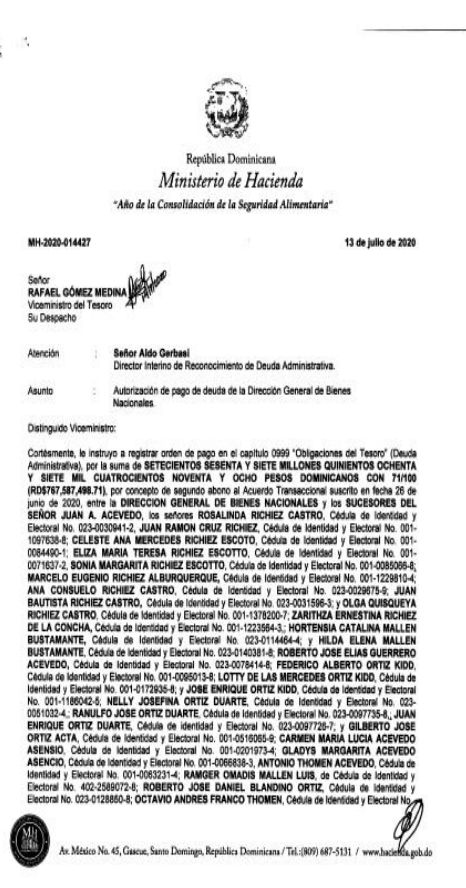 República Dominicana
Ministerio de Hacienda
"Año de la Consolidación de la Seguridad Alimentaria"
MH-2020-014427 13 de julio de 2020
Señor
RAFAEL GÓMEZ MEDINA
Viceministro del Tesoro
Su Despacho
Atención : Señor Aldo Gerbasi
Director Interino de Reconocimiento de Deuda Administrativa.
Asunto : Autorización de pago de deuda de la Dirección General de Bienes
Nacionales.
Distinguido Viceministro:
Cortésmente, le instruyo a registrar orden de pago en el capítulo 0999 "Obligaciones del Tesoro" (Deuda
Administrativa), por la suma de SETECIENTOS SESENTA Y SIETE MILLONES QUINIENTOS OCHENTA
Y SIETE MIL CUATROCIENTOS NOVENTA Y OCHO PESOS DOMINICANOS CON 71/100
(RD$767,587,498.71), por concepto de segundo abono al Acuerdo Transaccional suscrito en fecha 26 de
junio de 2020, entre la DIRECCION GENERAL DE BIENES NACIONALES y los SUCESORES DEL
SEÑOR JUAN A. ACEVEDO, los señores ROSALINDA RICHIEZ CASTRO, Cédula de Identidad y
Electoral No. 023-0030941-2, JUAN RAMON CRUZ RICHIEZ, Cédula de Identidad y Electoral No. 001-
1097638-8; CELESTE ANA MERCEDES RICHIEZ ESCOTO, Cédula de Identidad y Electoral No. 001-
0084490-1; ELIZA MARIA TERESA RICHIEZ ESCOTTO, Cédula de Identidad y Electoral No. 001-
0071637-2, SONIA MARGARITA RICHIEZ ESCOTTO, Cédula de Identidad y Electoral No. 001-0085066-8;
MARCELO EUGENIO RICHIEZ ALBURQUERQUE, Cédula de Identidad y Electoral No. 001-1229810-4;
ANA CONSUELO RICHIEZ CASTRO, Cédula de Identidad y Electoral No. 023-0029675-9; JUAN
BAUTISTA RICHIEZ CASTRO, Cédula de Identidad y Electoral No. 023-0031596-3; y OLGA QUISQUEYA
RICHIEZ CASTRO, Cédula de Identidad y Electoral No. 001-1378200-7; ZARITHZA ERNESTINA RICHIEZ
DE LA CONCHA, Cédula de Identidad y Electoral No. 001-1223564-3,; HORTENSIA CATALINA MALLEN
BUSTAMANTE, Cédula de Identidad y Electoral No. 023-0114464-4; y HILDA ELENA MALLEN
BUSTAMANTE, Cédula de Identidad y Electoral No. 023-0140381-8; ROBERTO JOSE ELIAS GUERRERO
ACEVEDO, Cédula de Identidad y Electoral No. 023-0078414-8; FEDERICO ALBERTO ORTIZ KIDD,
Cédula de Identidad y Electoral No. 001-0095013-8; LOTTY DE LAS MERCEDES ORTIZ KIDD, Cédula de
Identidad y Electoral No. 001-0172935-8; y JOSE ENRIQUE ORTIZ KIDD, Cédula de Identidad y Electoral
No. 001-1186042-5; NELLY JOSEFINA ORTIZ DUARTE, Cédula de Identidad y Electoral No. 023-
0051032-4,; RANULFO JOSE ORTIZ DUARTE, Cédula de Identidad y Electoral No. 023-0097735-8,; JUAN
ENRIQUE ORTIZ DUARTE, Cédula de Identidad y Electoral No. 023-0097726-7; y GILBERTO JOSE
ORTIZ ACTA, Cédula de Identidad y Electoral No. 001-0516065-9; CARMEN MARIA LUCIA ACEVEDO
ASENSIO, Cédula de Identidad y Electoral No. 001-0201973-4; GLADYS MARGARITA ACEVEDO
ASENCIO, Cédula de Identidad y Electoral No. 001-0066838-3, ANTONIO THOMEN ACEVEDO, Cédula de
Identidad y Electoral No. 001-0063231-4; RAMGER OMADIS MALLEN LUIS, de Cédula de Identidad y
Electoral No. 402-2589072-8; ROBERTO JOSE DANIEL BLANDINO ORTIZ, Cédula de Identidad y
Electoral No. 023-0128860-8; OCTAVIO ANDRES FRANCO THOMEN, Cédula de Identidad y Electoral No.
MH
Av. México No. 45, Gascue, Santo Domingo, República Dominicana / Tel.:(809) 687-5131 / www.hacienda.gob.do